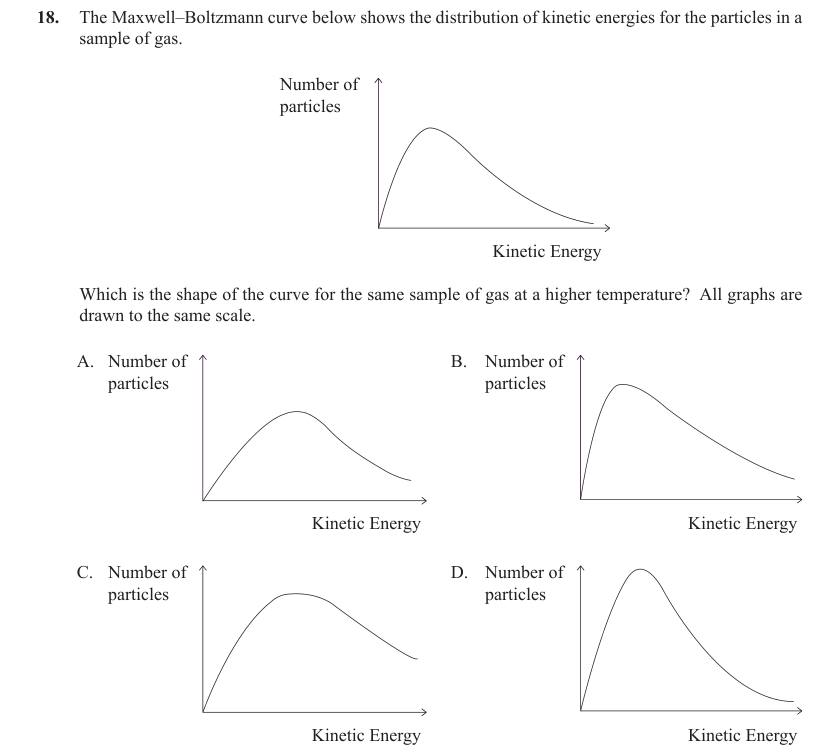 18. The Maxwell–Boltzmann curve below shows the distribution of kinetic energies for the particles in a
sample of gas.
Number of
particles
Kinetic Energy
Which is the shape of the curve for the same sample of gas at a higher temperature? All graphs are
drawn to the same scale.
A. Number of
particles
Kinetic Energy
B. Number of
particles
Kinetic Energy
C. Number of
particles
Kinetic Energy
D. Number of
particles
Kinetic Energy